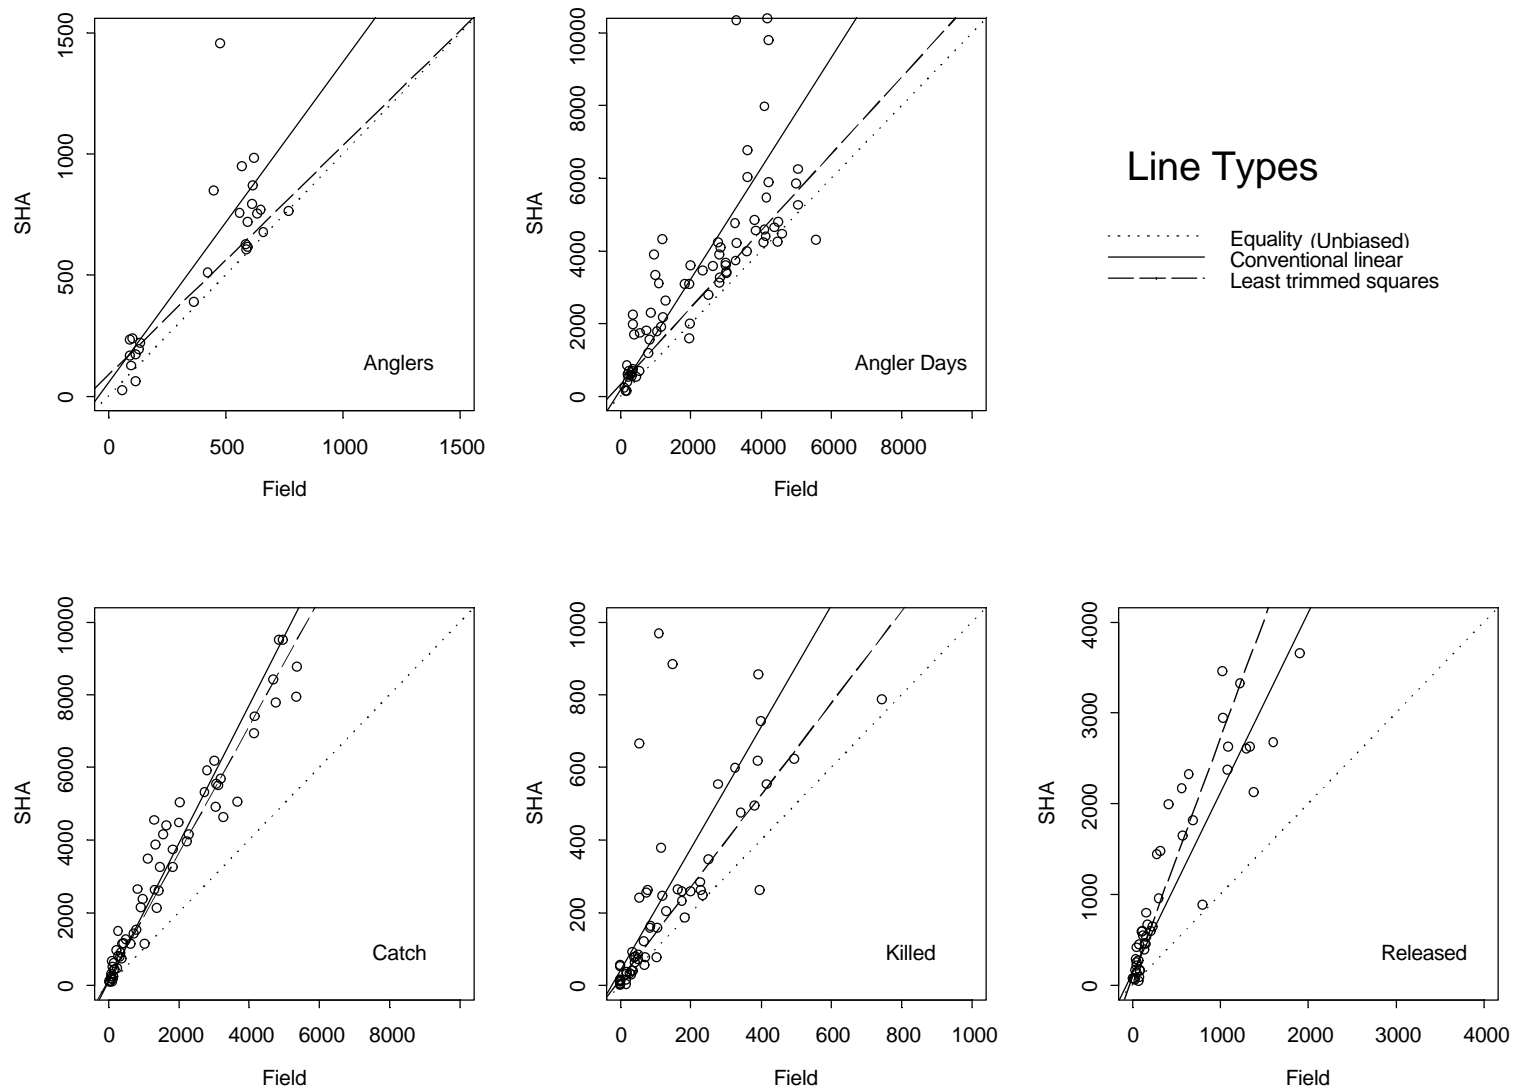 1500
1000
500
0
SHA
Anglers
0 500 1000 1500
Field
10000
8000
6000
4000
2000
0
SHA
Angler Days
0 2000 4000 6000 8000
Field
Line Types
Equality (Unbiased)
Conventional linear
Least trimmed squares
10000
8000
6000
4000
2000
0
SHA
Catch
0 2000 4000 6000 8000
Field
1000
800
600
400
200
0
SHA
Killed
0 200 400 600 800 1000
Field
4000
3000
2000
1000
0
SHA
Released
0 1000 2000 3000 4000
Field